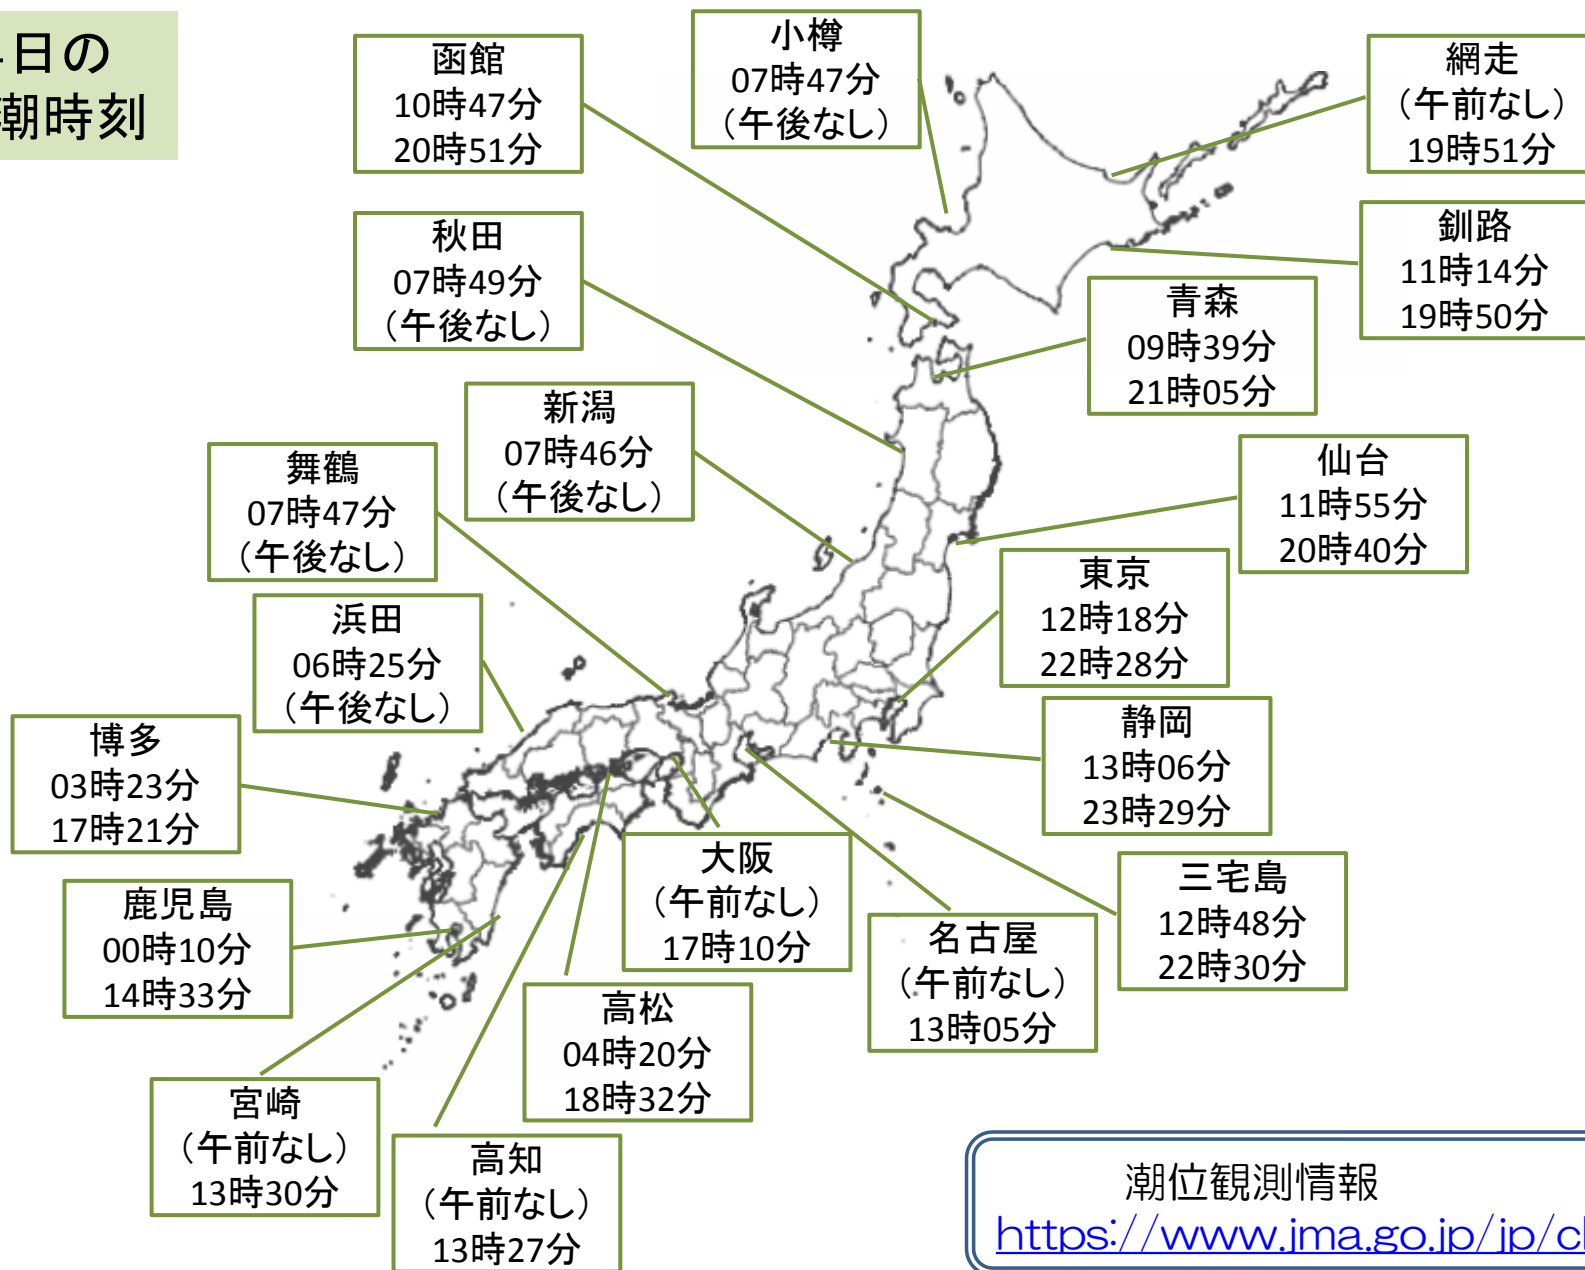 日の
潮時刻
函館
10時47分
20時51分
小樽
07時47分
(午後なし)
網走
(午前なし)
19時51分
秋田
07時49分
(午後なし)
釧路
11時14分
19時50分
青森
09時39分
21時05分
新潟
07時46分
(午後なし)
舞鶴
07時47分
(午後なし)
仙台
11時55分
20時40分
東京
12時18分
22時28分
浜田
06時25分
(午後なし)
博多
03時23分
17時21分
静岡
13時06分
23時29分
大阪
(午前なし)
17時10分
三宅島
12時48分
22時30分
鹿児島
00時10分
14時33分
名古屋
(午前なし)
13時05分
高松
04時20分
18時32分
宮崎
(午前なし)
13時30分
高知
(午前なし)
13時27分
潮位観測情報
https://www.jma.go.jp/jp/c